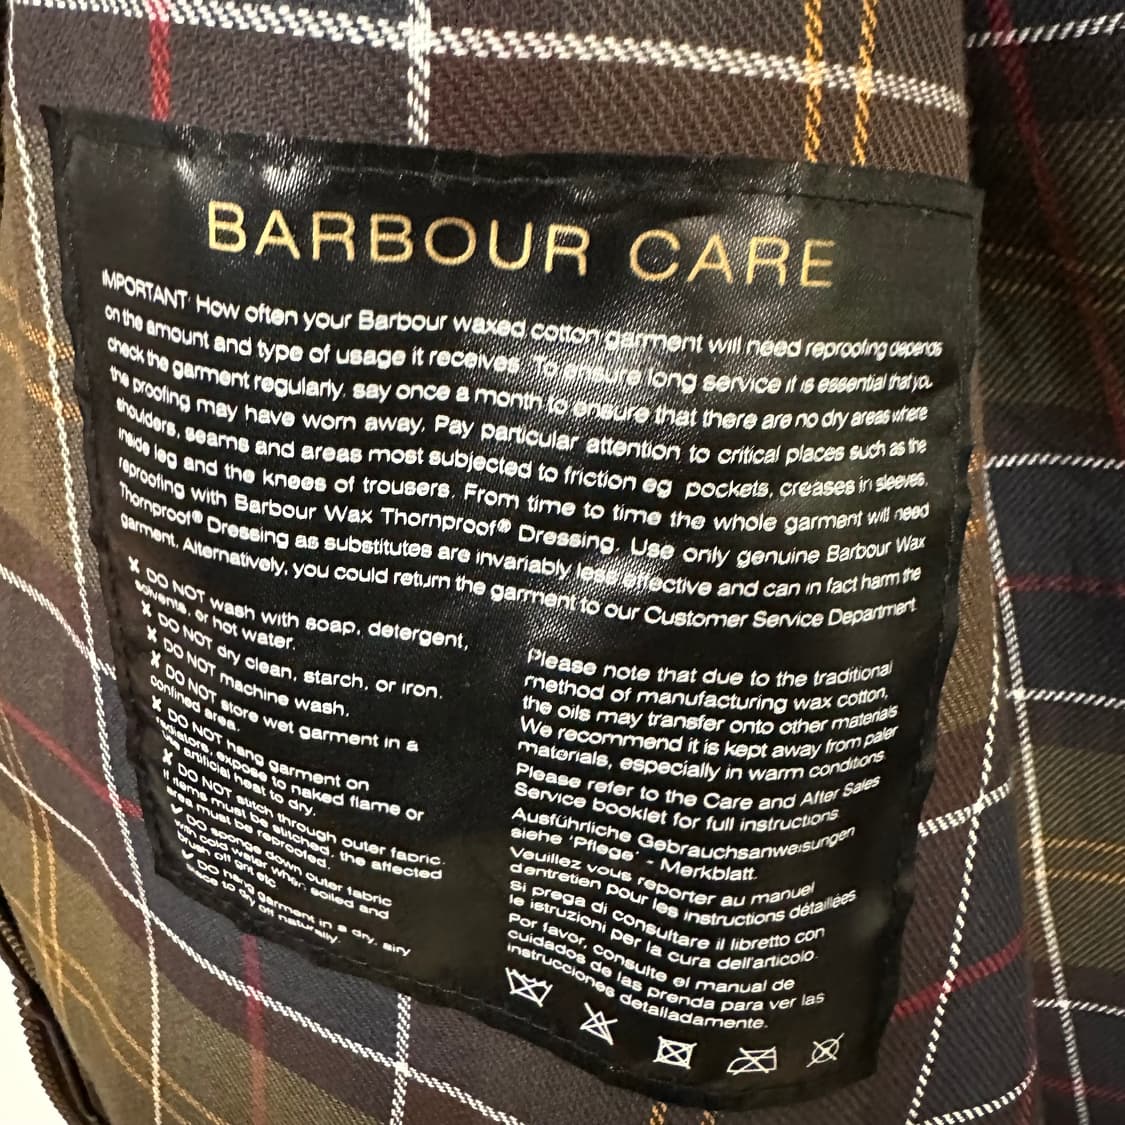 BARBOUR CARE
IMPORTANT: How often your Barbour waxed cotton garment will need reproofing depends
on the amount and type of usage it receives. To ensure long service it is essential that you
check the garment regularly, say once a month to ensure that there are no dry areas where
the proofing may have worn away. Pay particular attention to critical places such as the
shoulders, seams and areas most subjected to friction eg pockets, creases in sleeves,
inside leg and the knees of trousers. From time to time the whole garment will need
reproofing with Barbour Wax Thornproof® Dressing. Use only genuine Barbour Wax
Thornproof® Dressing as substitutes are invariably less effective and can in fact harm the
garment. Alternatively, you could return the garment to our Customer Service Department.
✗ DO NOT wash with soap, detergent,
solvents, or hot water.
✗ DO NOT dry clean, starch, or iron.
✗ DO NOT machine wash.
✗ DO NOT store wet garment in a
confined area.
✗ DO NOT hang garment on
radiators, expose to naked flame or
use artificial heat to dry.
✗ DO NOT stitch through outer fabric.
If items must be stitched, the affected
area must be reproofed.
✓ DO sponge down outer fabric
with cold water when soiled and
brush off grit etc.
✓ DO hang garment in a dry, airy
place to dry off naturally.
Please note that due to the traditional
method of manufacturing wax cotton,
the oils may transfer onto other materials
We recommend it is kept away from paler
materials, especially in warm conditions.
Please refer to the Care and After Sales
Service booklet for full instructions.
Ausführliche Gebrauchsanweisungen
siehe 'Pflege' - Merkblatt.
Veuillez vous reporter au manuel
dentretien pour les instructions détaillées
Si prega di consultare il libretto con
le istruzioni per la cura dell'articolo.
Por favor, consulte el manual de
cuidados de las prenda para ver las
instrucciones detalladamente.